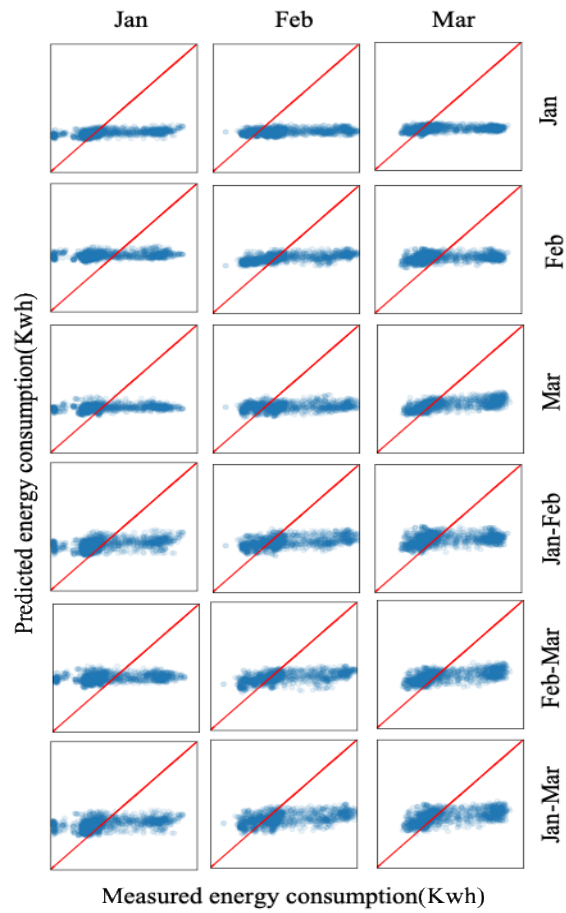 Jan Feb Mar
Jan
Feb
Mar
Jan-Feb
Feb-Mar
Jan-Mar
Predicted energy consumption(Kwh)
Measured energy consumption(Kwh)